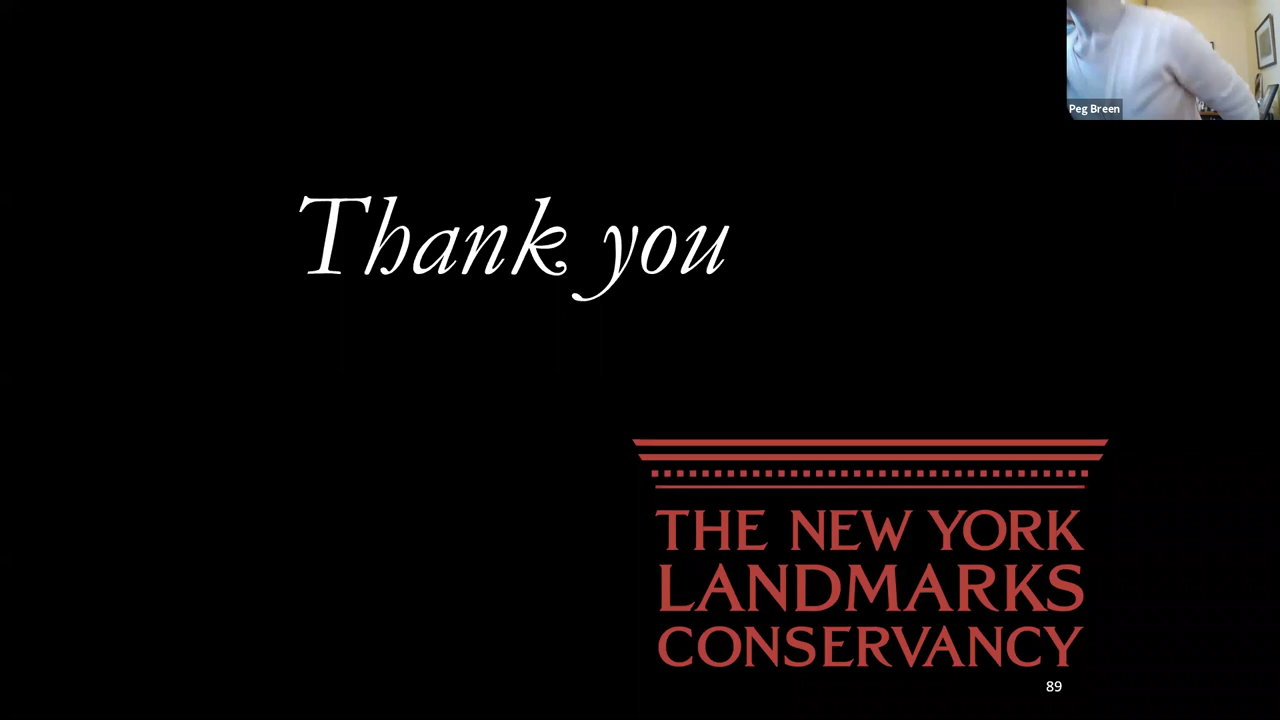 Peg Breen
Thank you
THE NEW YORK
LANDMARKS
CONSERVANCY
89